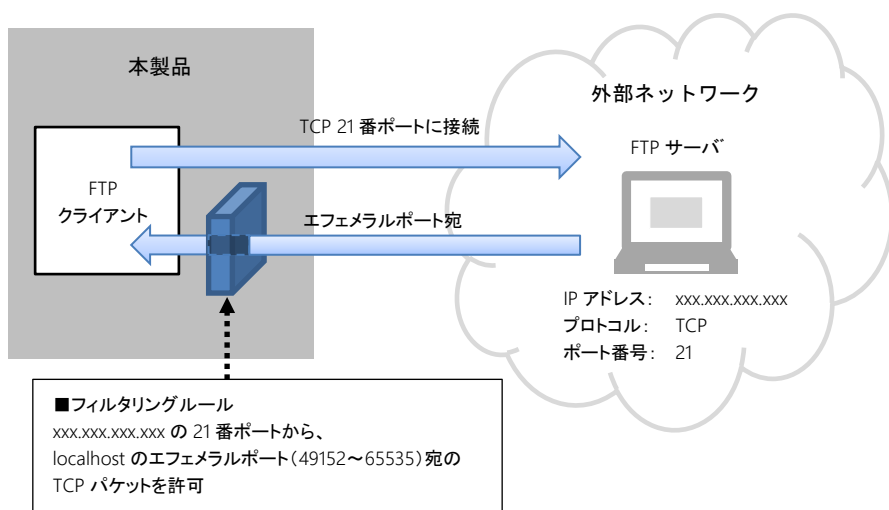 本製品
外部ネットワーク
TCP 21 番ポートに接続
FTP サーバ
FTP
クライアント
エフェメラルポート宛
IP アドレス： xxx.xxx.xxx.xxx
プロトコル： TCP
ポート番号： 21
■フィルタリングルール
xxx.xxx.xxx.xxx の 21 番ポートから、
localhost のエフェメラルポート（49152～65535）宛の
TCP パケットを許可